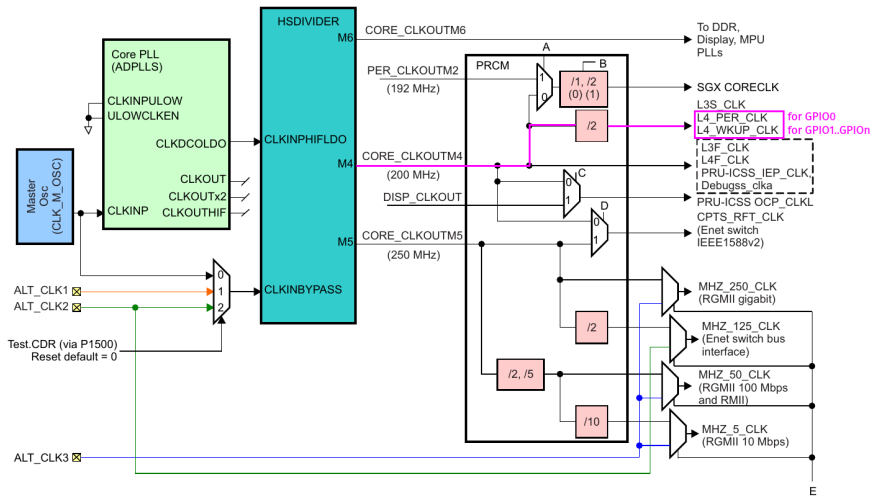 HSDIVIDER
M6
CORE_CLKOUTM6
To DDR,
Display, MPU
PLLs
Core PLL
(ADPLLS)
CLKINPULOW
ULOWCLKEN
CLKDCOLDO
CLKINPHIFLDO
CLKOUT
CLKOUTx2
CLKOUTHIF
CLKINP
Master
Osc
(CLK_M_OSC)
PER_CLKOUTM2
(192 MHz)
PRCM
A
1
0
B
/1, /2
(0) (1)
SGX CORECLK
L3S_CLK
L4_PER_CLK
for GPIO0
L4_WKUP_CLK
for GPIO1..GPIOn
/2
M4
CORE_CLKOUTM4
(200 MHz)
L3F_CLK
L4F_CLK
PRU-ICSS_IEP_CLK,
Debugss_clka
DISP_CLKOUT
0
1
C
PRU-ICSS OCP_CLKL
D
0
1
CPTS_RFT_CLK
(Enet switch
IEEE1588v2)
M5
CORE_CLKOUTM5
(250 MHz)
CLKINBYPASS
0
1
2
ALT_CLK1
ALT_CLK2
Test.CDR (via P1500)
Reset default = 0
MHZ_250_CLK
(RGMII gigabit)
/2
MHZ_125_CLK
(Enet switch bus
interface)
/2, /5
MHZ_50_CLK
(RGMII 100 Mbps
and RMII)
/10
MHZ_5_CLK
(RGMII 10 Mbps)
ALT_CLK3
E